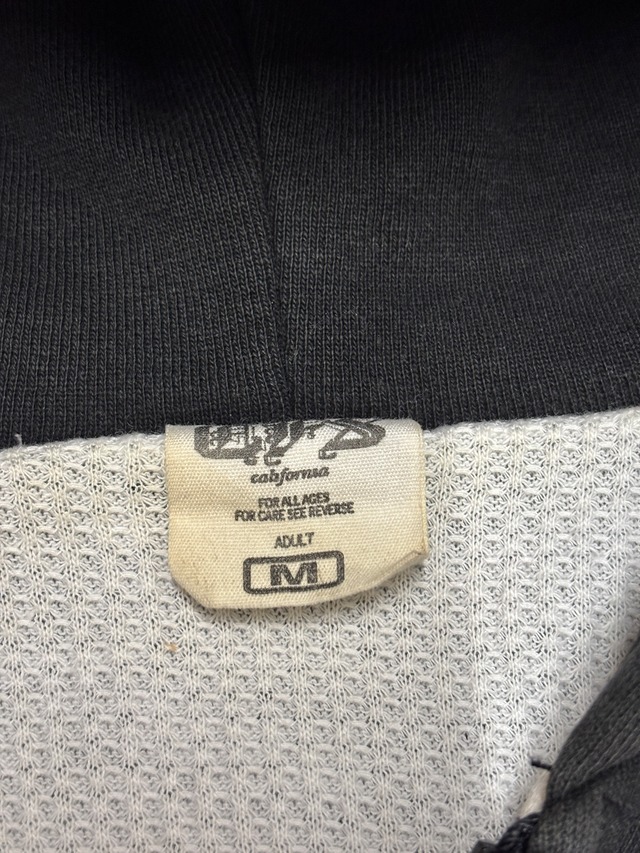 california
FOR ALL AGES
FOR CARE SEE REVERSE
ADULT
M